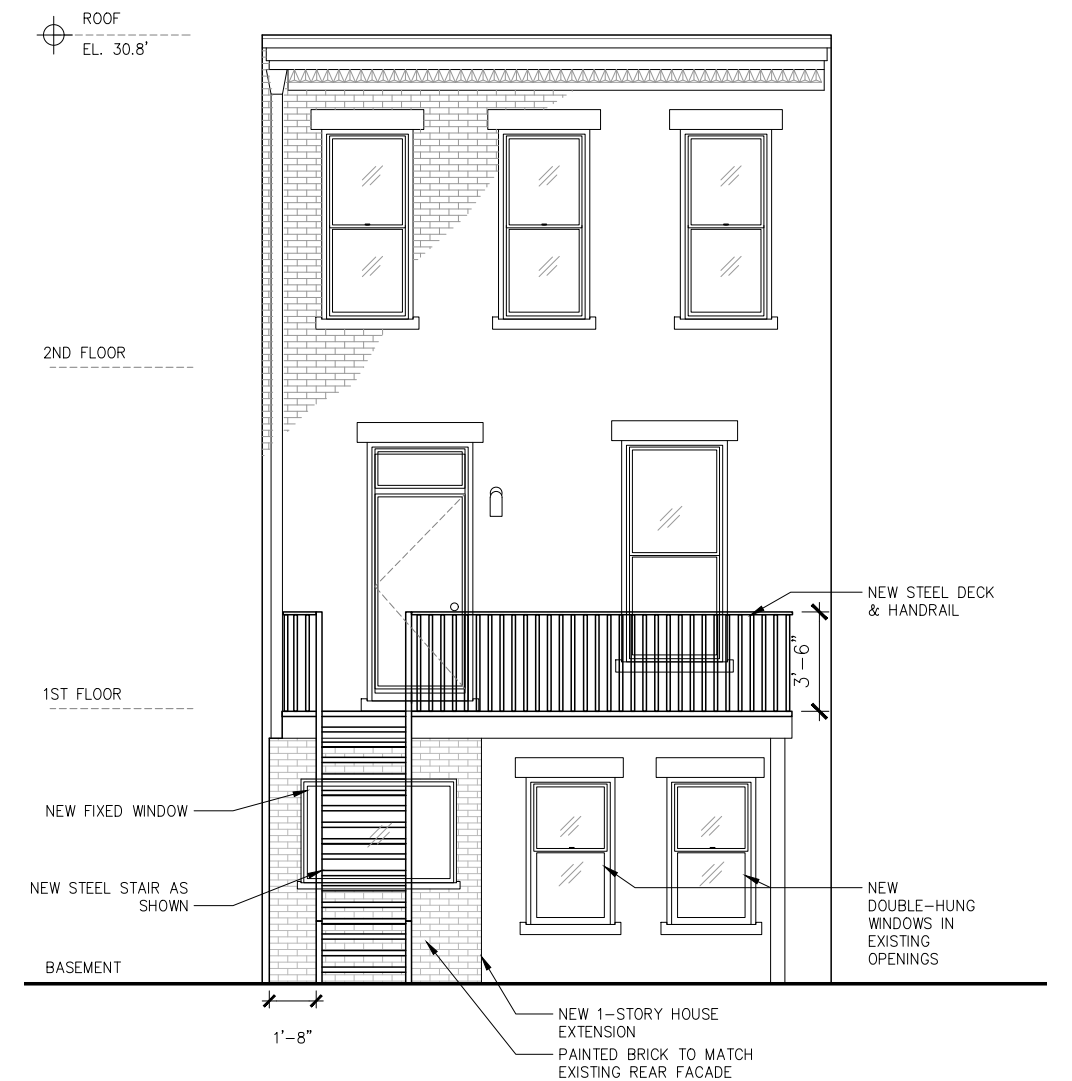 ROOF
EL. 30.8'
2ND FLOOR
NEW STEEL DECK
& HANDRAIL
3'-6"
1ST FLOOR
NEW FIXED WINDOW
NEW STEEL STAIR AS
SHOWN
NEW
DOUBLE-HUNG
WINDOWS IN
EXISTING
OPENINGS
BASEMENT
NEW 1-STORY HOUSE
EXTENSION
1'-8"
PAINTED BRICK TO MATCH
EXISTING REAR FACADE